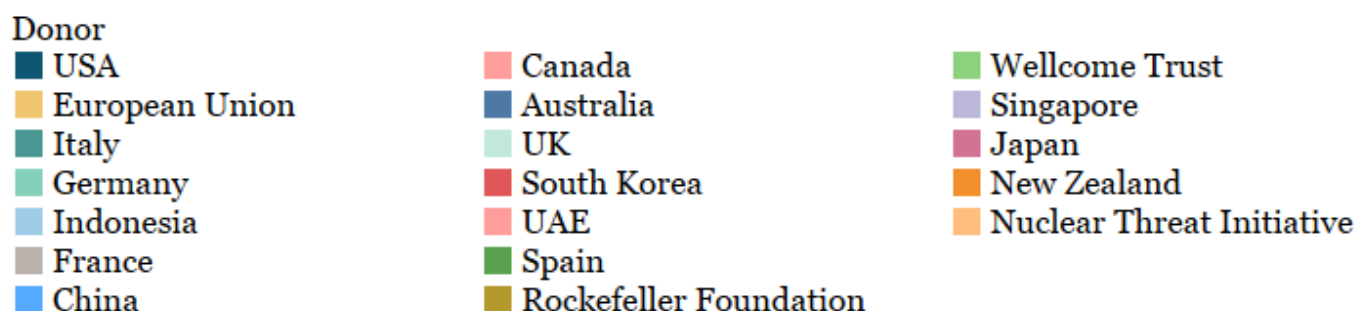 Donor
USA
European Union
Italy
Germany
Indonesia
France
China
Canada
Australia
UK
South Korea
UAE
Spain
Rockefeller Foundation
Wellcome Trust
Singapore
Japan
New Zealand
Nuclear Threat Initiative